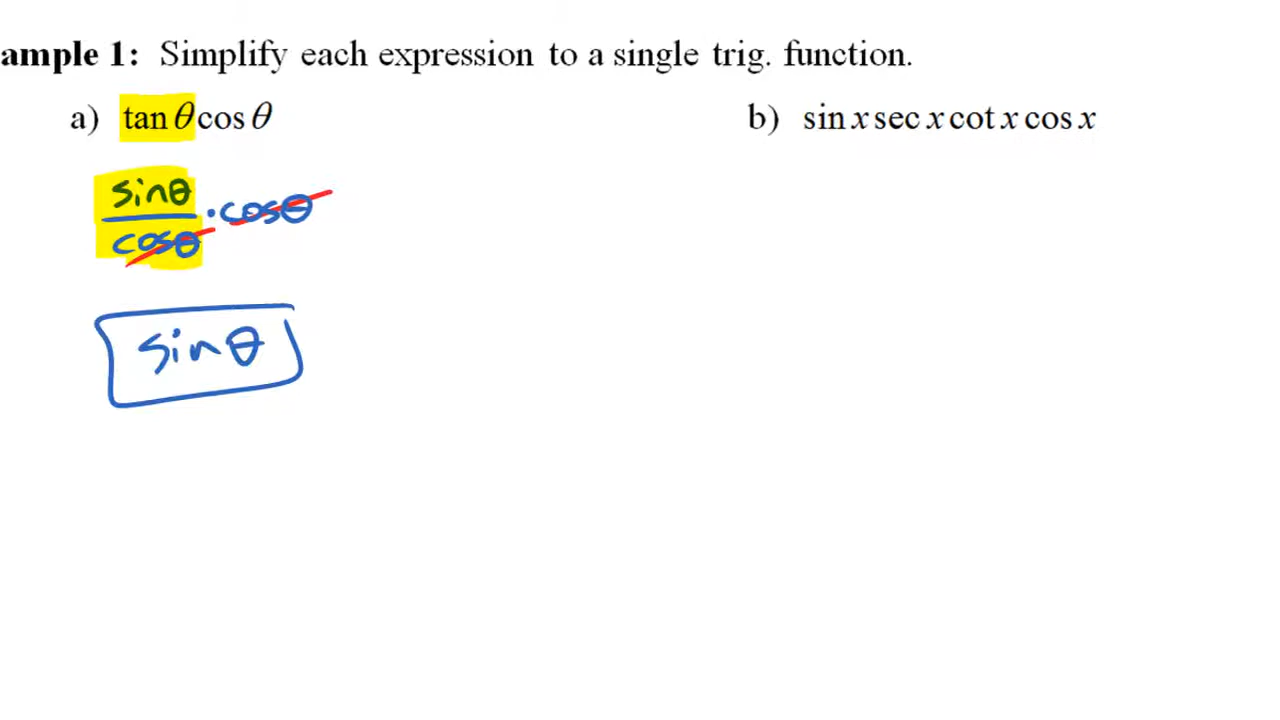 ample 1: Simplify each expression to a single trig. function.
a) tan θ cos θ
b) sin x sec x cot x cos x
sinθ
cosθ
· cosθ
sinθ